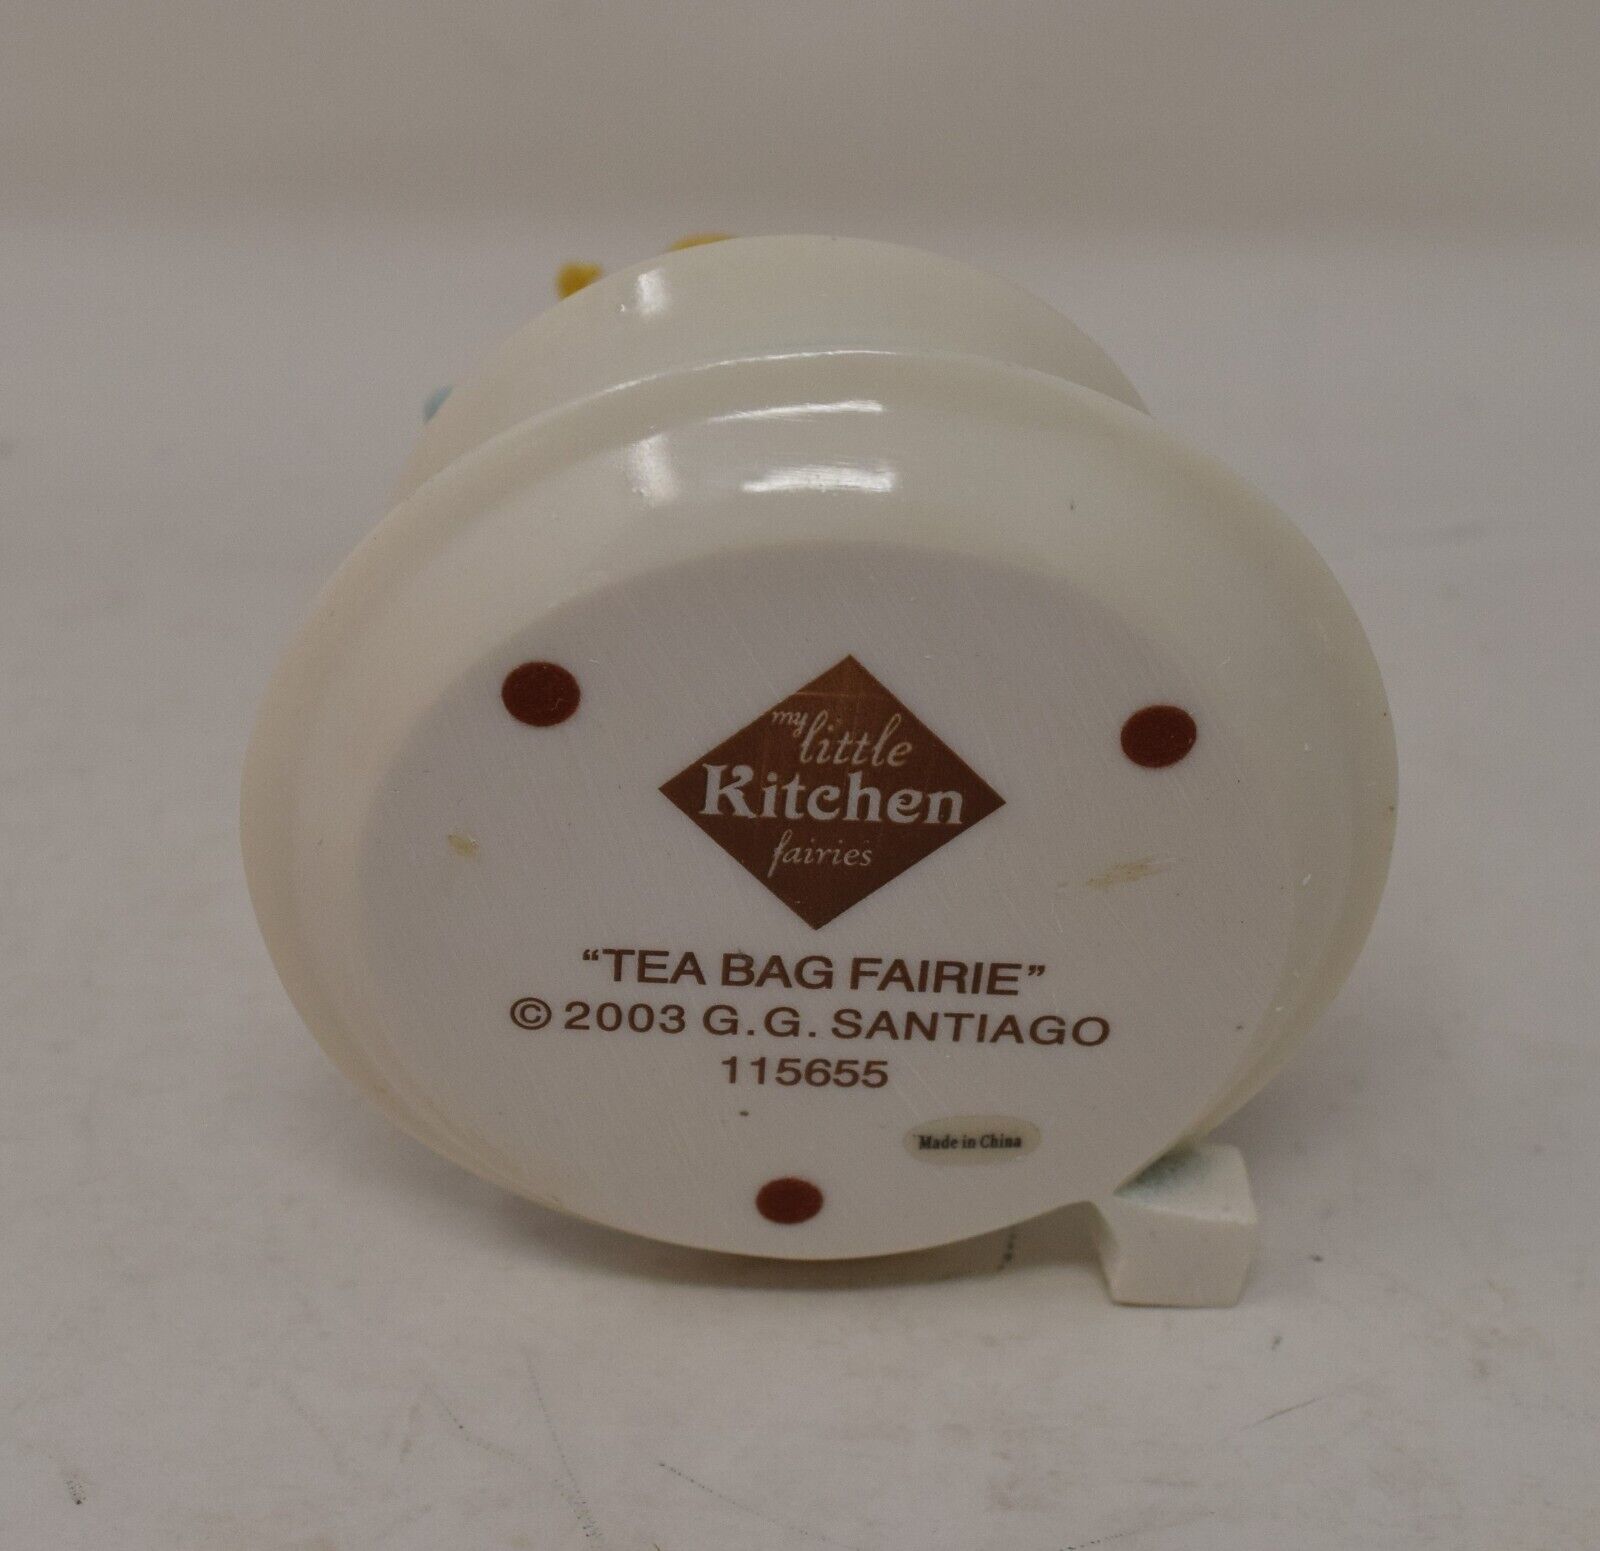 my
little
Kitchen
fairies
“TEA BAG FAIRIE”
© 2003 G.G. SANTIAGO
115655
Made in China